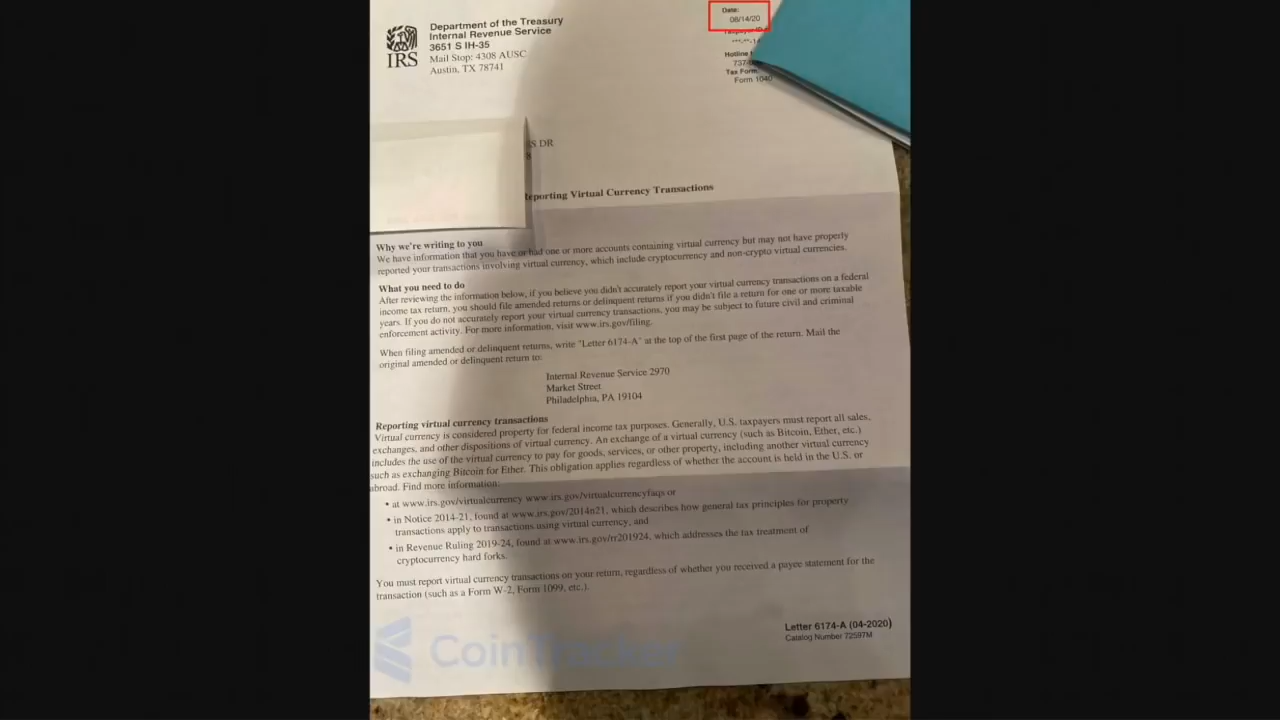 Department of the Treasury
Internal Revenue Service
3651 S IH-35
Mail Stop: 4308 AUSC
Austin, TX 78741
IRS
Date:
08/14/20
Hotline
737-
Tax Form
Form 1040
S DR
8
Reporting Virtual Currency Transactions
Why we're writing to you
We have information that you have or had one or more accounts containing virtual currency but may not have property
reported your transactions involving virtual currency, which include cryptocurrency and non-crypto virtual currencies.
What you need to do
After reviewing the information below, if you believe you didn't accurately report your virtual currency transactions on a federal
income tax return, you should file amended returns or delinquent returns if you didn't file a return for one or more taxable
years. If you do not accurately report your virtual currency transactions, you may be subject to future civil and criminal
enforcement activity. For more information, visit www.irs.gov/filing.
When filing amended or delinquent returns, write "Letter 6174-A" at the top of the first page of the return. Mail the
original amended or delinquent return to:
Internal Revenue Service 2970
Market Street
Philadelphia, PA 19104
Reporting virtual currency transactions
Virtual currency is considered property for federal income tax purposes. Generally, U.S. taxpayers must report all sales,
exchanges, and other dispositions of virtual currency. An exchange of a virtual currency (such as Bitcoin, Ether, etc.)
includes the use of the virtual currency to pay for goods, services, or other property, including another virtual currency
such as exchanging Bitcoin for Ether. This obligation applies regardless of whether the account is held in the U.S. or
abroad. Find more information:
• at www.irs.gov/virtualcurrency www.irs.gov/virtualcurrencyfaqs or
• in Notice 2014-21, found at www.irs.gov/2014n21, which describes how general tax principles for property
transactions apply to transactions using virtual currency, and
• in Revenue Ruling 2019-24, found at www.irs.gov/rr201924, which addresses the tax treatment of
cryptocurrency hard forks.
You must report virtual currency transactions on your return, regardless of whether you received a payee statement for the
transaction (such as a Form W-2, Form 1099, etc.).
Letter 6174-A (04-2020)
Catalog Number 72597M
CoinTracker